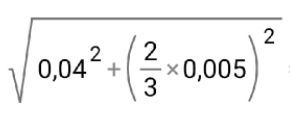 √(0,04² + (2/3 × 0,005)²)